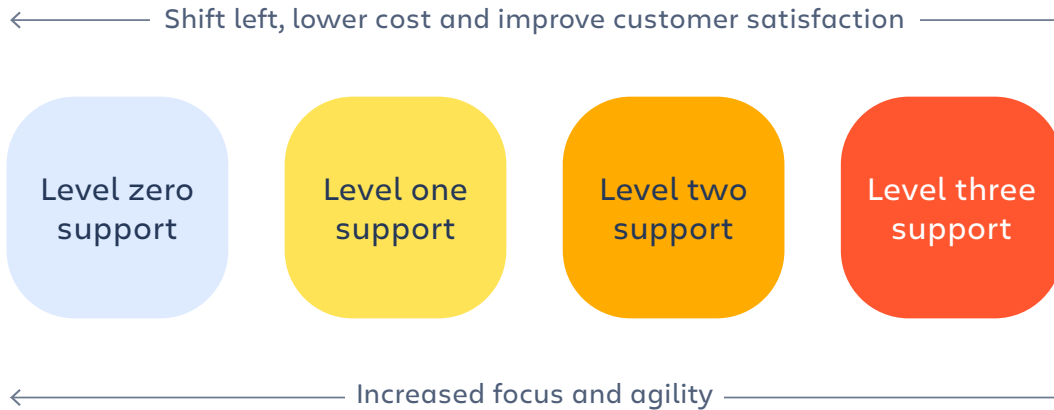 Shift left, lower cost and improve customer satisfaction
Level zero
support
Level one
support
Level two
support
Level three
support
Increased focus and agility